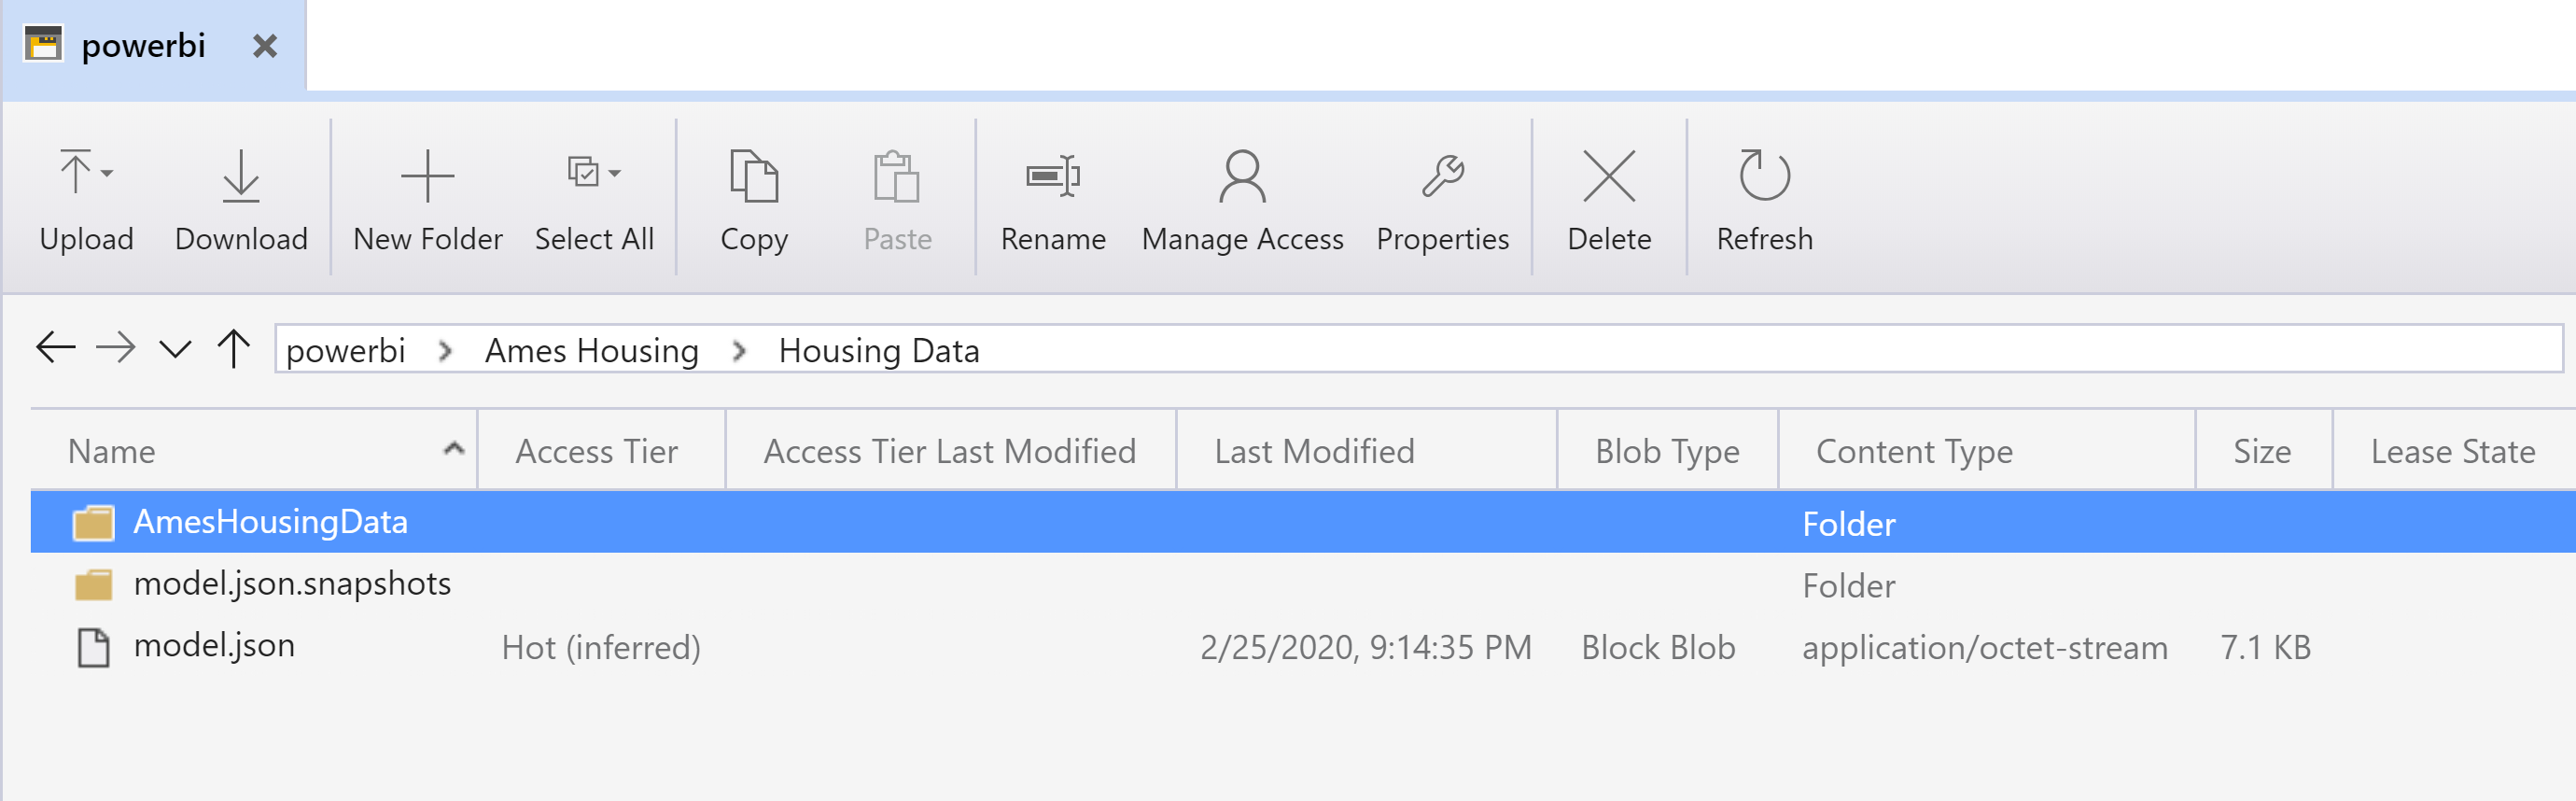 powerbi
Upload Download New Folder Select All Copy Paste Rename Manage Access Properties Delete Refresh
powerbi Ames Housing Housing Data
Name Access Tier Access Tier Last Modified Last Modified Blob Type Content Type Size Lease State
AmesHousingData Folder
model.json.snapshots Folder
model.json Hot (inferred) 2/25/2020, 9:14:35 PM Block Blob application/octet-stream 7.1 KB